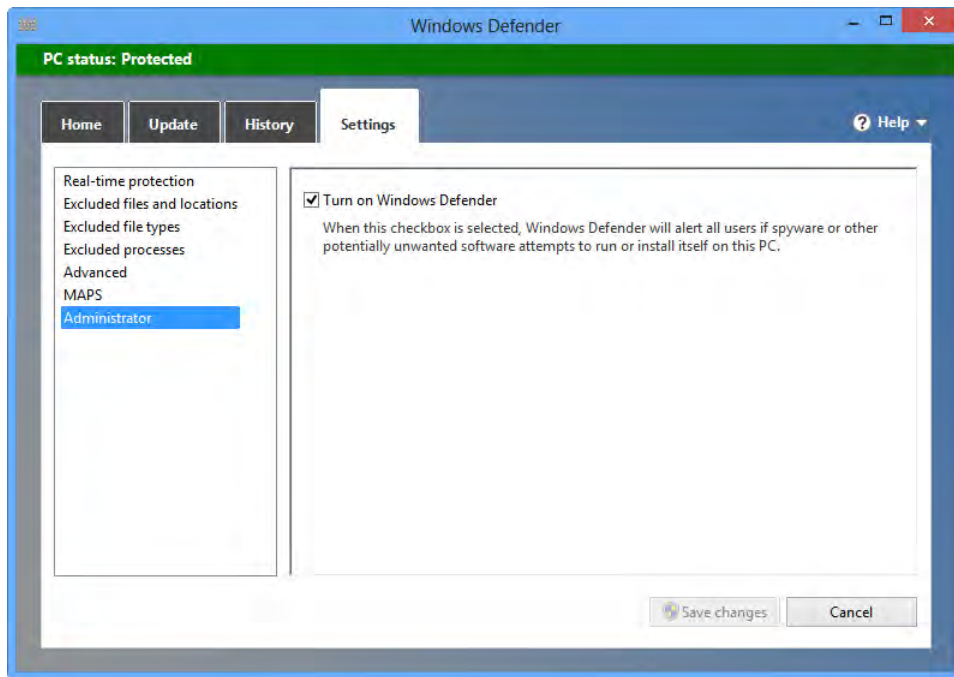 Windows Defender
PC status: Protected
Home
Update
History
Settings
Help
Real-time protection
Excluded files and locations
Excluded file types
Excluded processes
Advanced
MAPS
Administrator
Turn on Windows Defender
When this checkbox is selected, Windows Defender will alert all users if spyware or other
potentially unwanted software attempts to run or install itself on this PC.
Save changes
Cancel